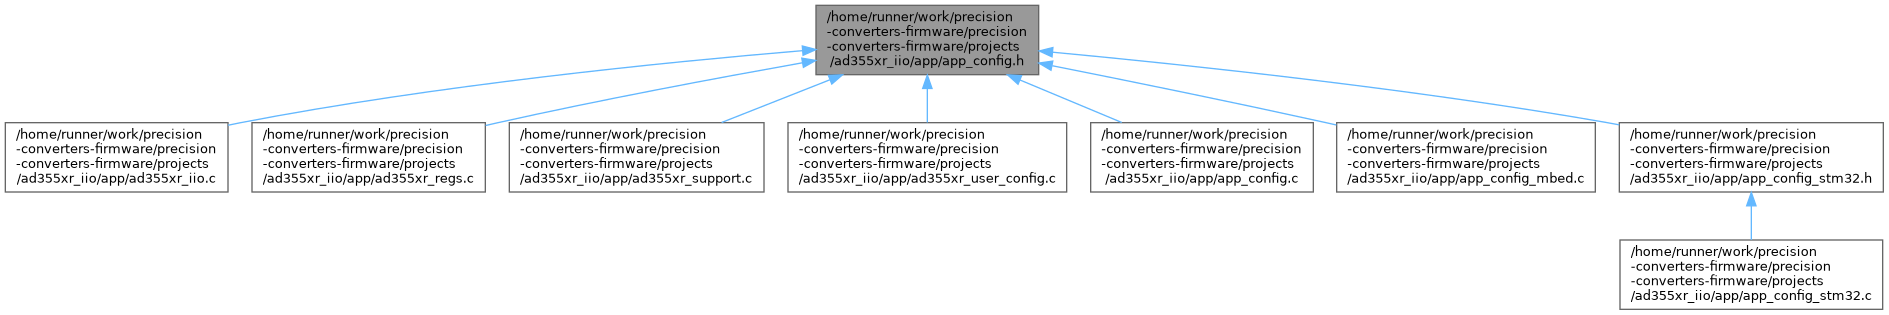 /home/runner/work/precision
-converters-firmware/precision
-converters-firmware/projects
/ad355xr_iio/app/app_config.h
/home/runner/work/precision
-converters-firmware/precision
-converters-firmware/projects
/ad355xr_iio/app/ad355xr_iio.c
/home/runner/work/precision
-converters-firmware/precision
-converters-firmware/projects
/ad355xr_iio/app/ad355xr_regs.c
/home/runner/work/precision
-converters-firmware/precision
-converters-firmware/projects
/ad355xr_iio/app/ad355xr_support.c
/home/runner/work/precision
-converters-firmware/precision
-converters-firmware/projects
/ad355xr_iio/app/ad355xr_user_config.c
/home/runner/work/precision
-converters-firmware/precision
-converters-firmware/projects
/ad355xr_iio/app/app_config.c
/home/runner/work/precision
-converters-firmware/precision
-converters-firmware/projects
/ad355xr_iio/app/app_config_mbed.c
/home/runner/work/precision
-converters-firmware/precision
-converters-firmware/projects
/ad355xr_iio/app/app_config_stm32.h
/home/runner/work/precision
-converters-firmware/precision
-converters-firmware/projects
/ad355xr_iio/app/app_config_stm32.c